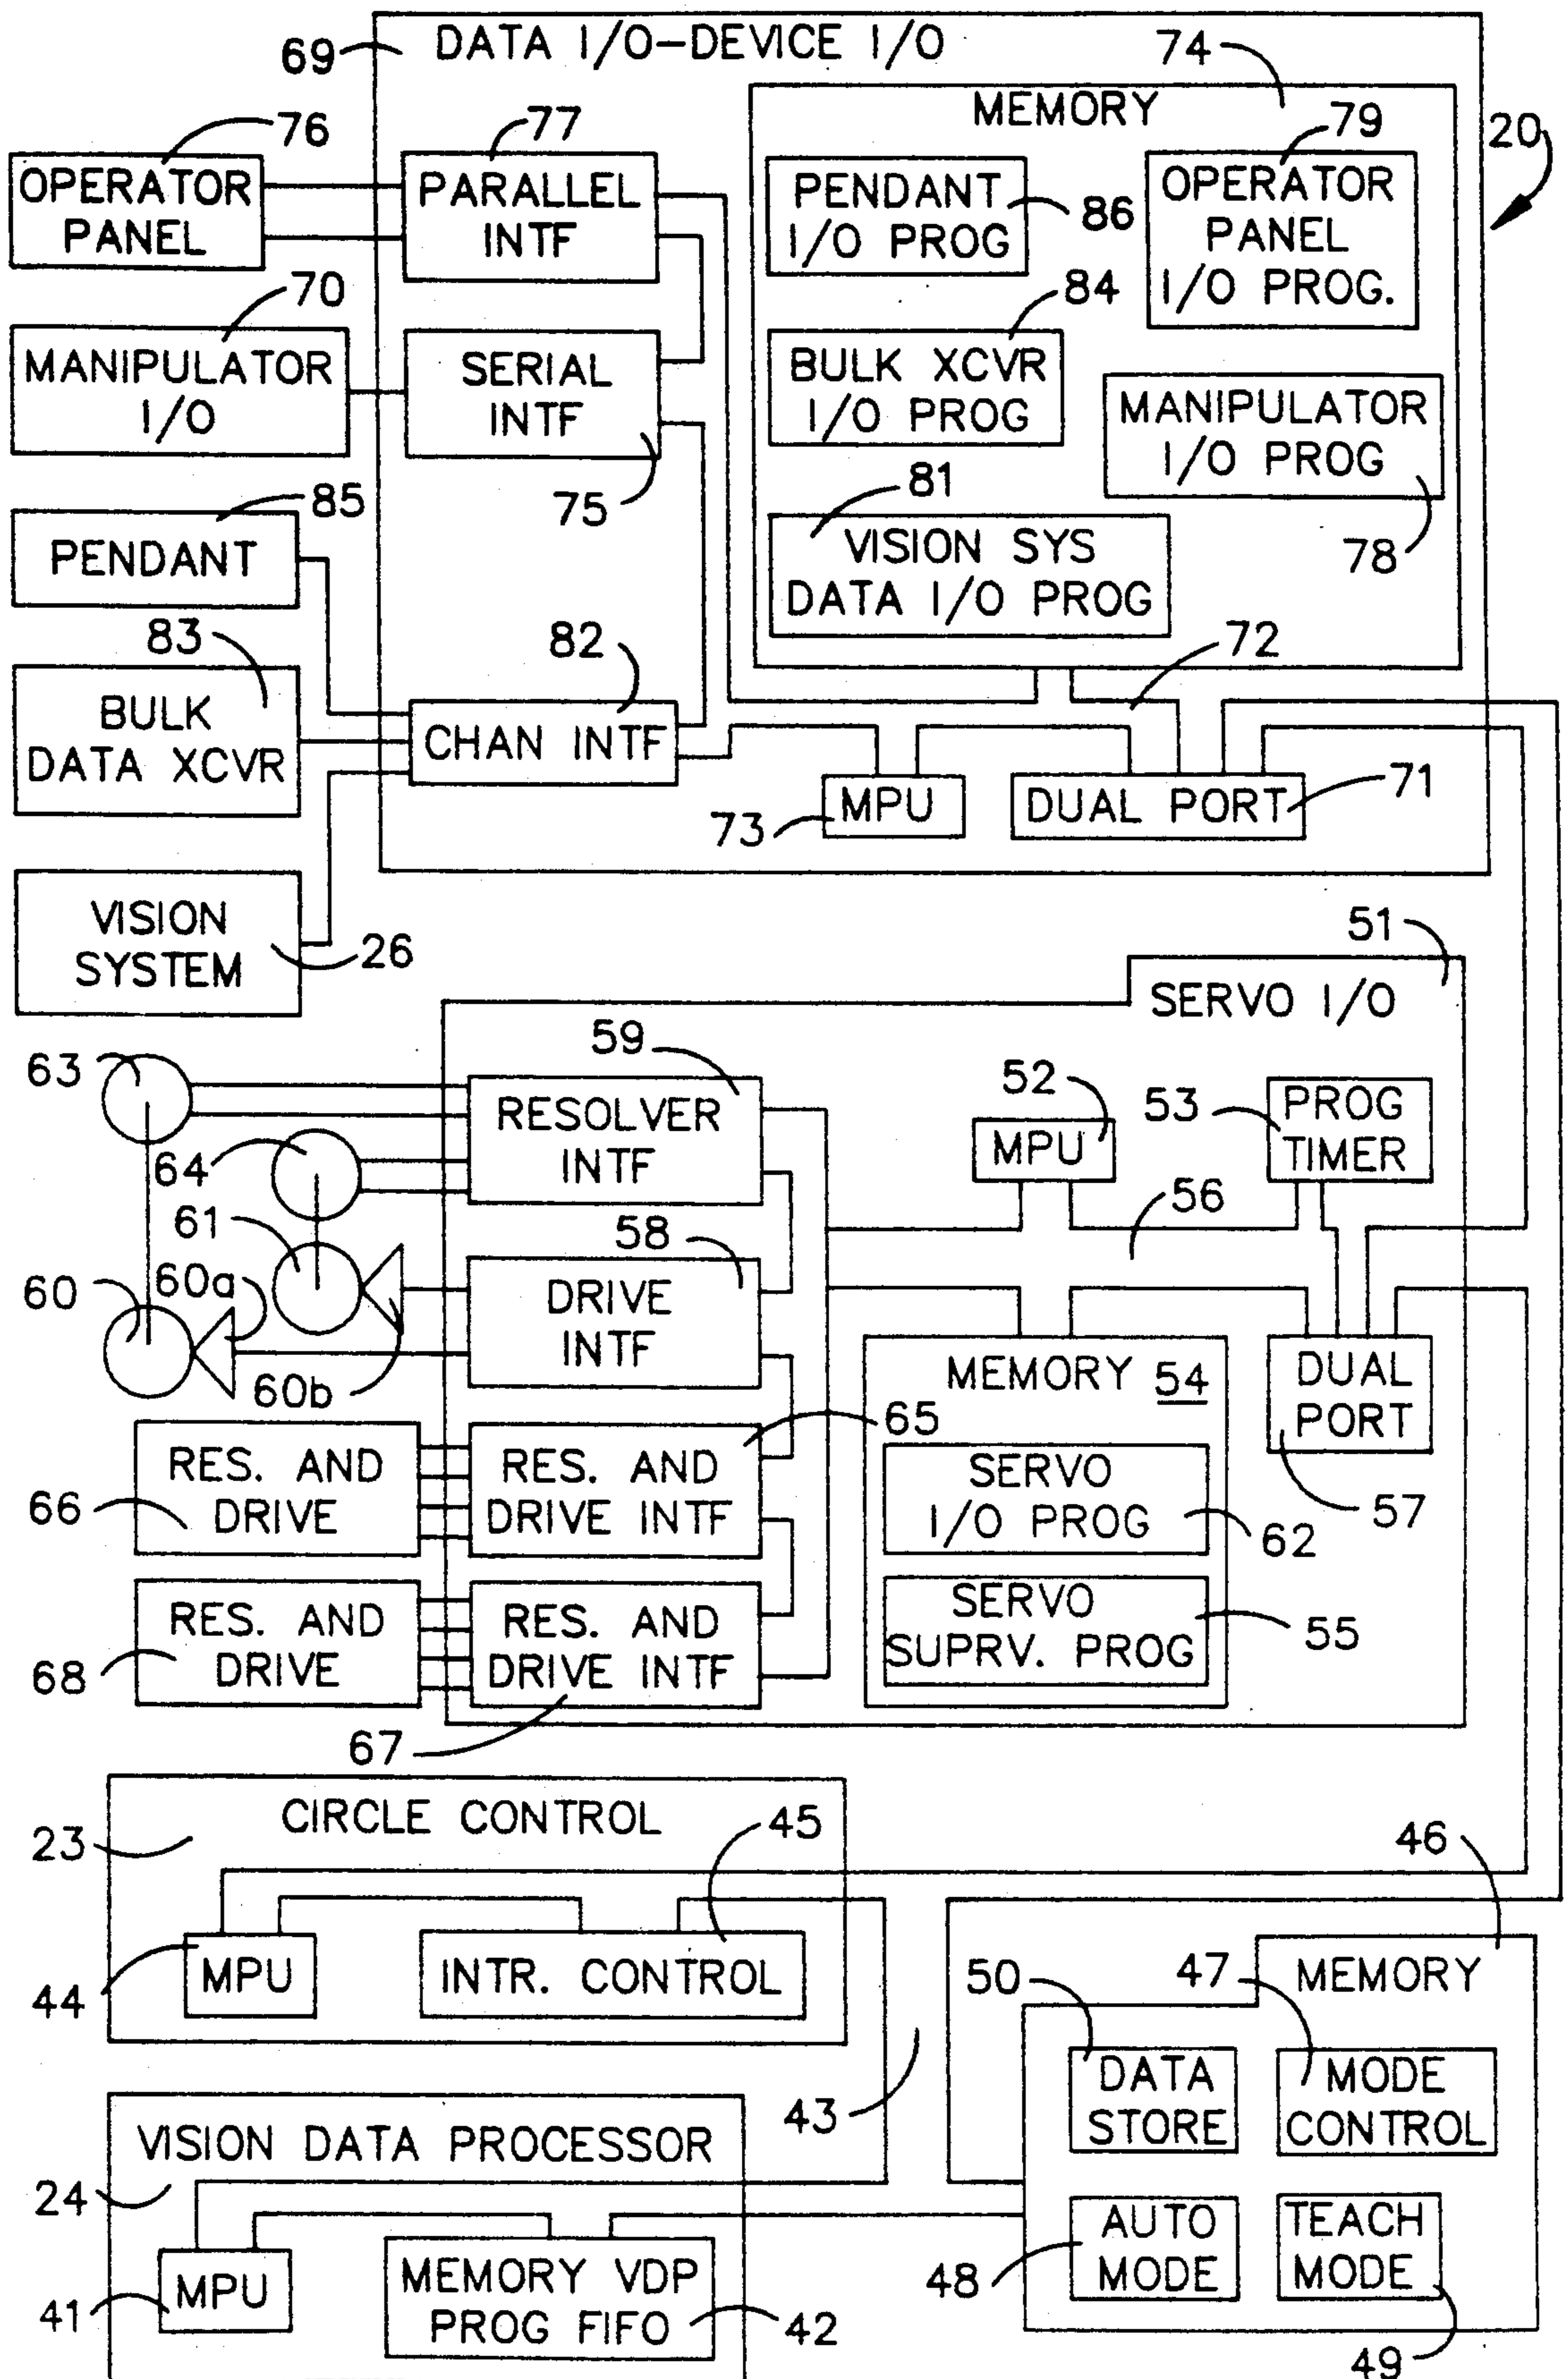 DATA I/O-DEVICE I/O
69
74
MEMORY
76
77
79
20
OPERATOR
PANEL
PARALLEL
INTF
PENDANT
I/O PROG
86
OPERATOR
PANEL
I/O PROG.
70
84
MANIPULATOR
I/O
SERIAL
INTF
BULK XCVR
I/O PROG
MANIPULATOR
I/O PROG
75
81
78
85
PENDANT
VISION SYS
DATA I/O PROG
83
82
72
BULK
DATA XCVR
CHAN INTF
MPU
73
DUAL PORT
71
VISION
SYSTEM
26
51
SERVO I/O
63
59
RESOLVER
INTF
52
MPU
53
PROG
TIMER
64
61
58
56
60
60a
DRIVE
INTF
60b
MEMORY 54
DUAL
PORT
65
RES. AND
DRIVE
66
RES. AND
DRIVE INTF
SERVO
I/O PROG
62
57
RES. AND
DRIVE
68
RES. AND
DRIVE INTF
SERVO
SUPRV. PROG
55
67
CIRCLE CONTROL
23
45
46
MPU
44
INTR. CONTROL
MEMORY
50
47
DATA
STORE
MODE
CONTROL
43
VISION DATA PROCESSOR
24
AUTO
MODE
48
TEACH
MODE
49
MPU
41
MEMORY VDP
PROG FIFO
42